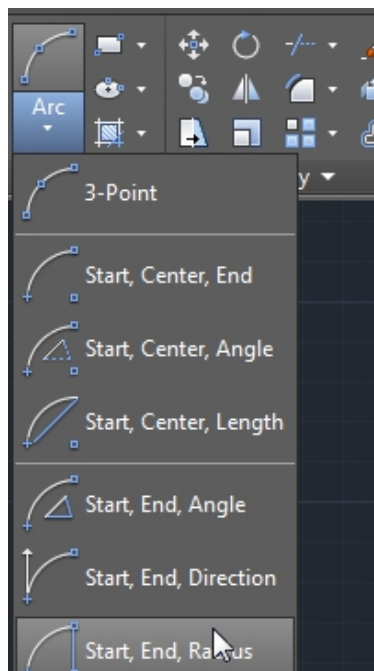 Arc
y
3-Point
Start, Center, End
Start, Center, Angle
Start, Center, Length
Start, End, Angle
Start, End, Direction
Start, End, Radius